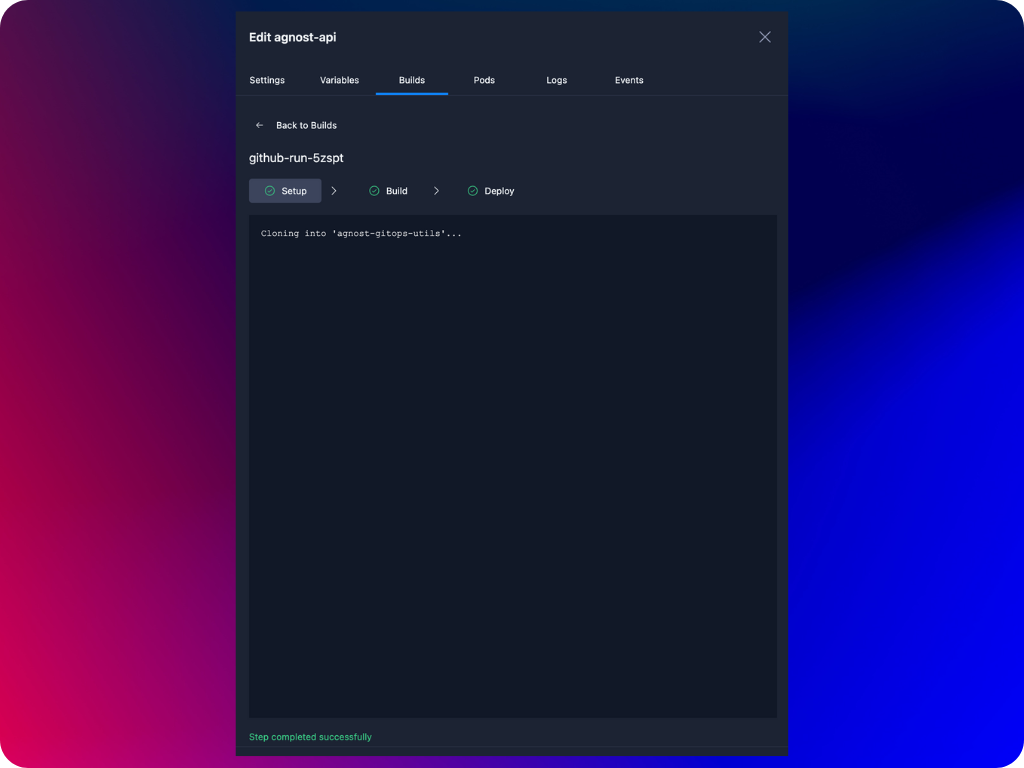 Edit agnost-api
Settings Variables Builds Pods Logs Events
Back to Builds
github-run-5zspt
Setup Build Deploy
Cloning into 'agnost-gitops-utils'...
Step completed successfully